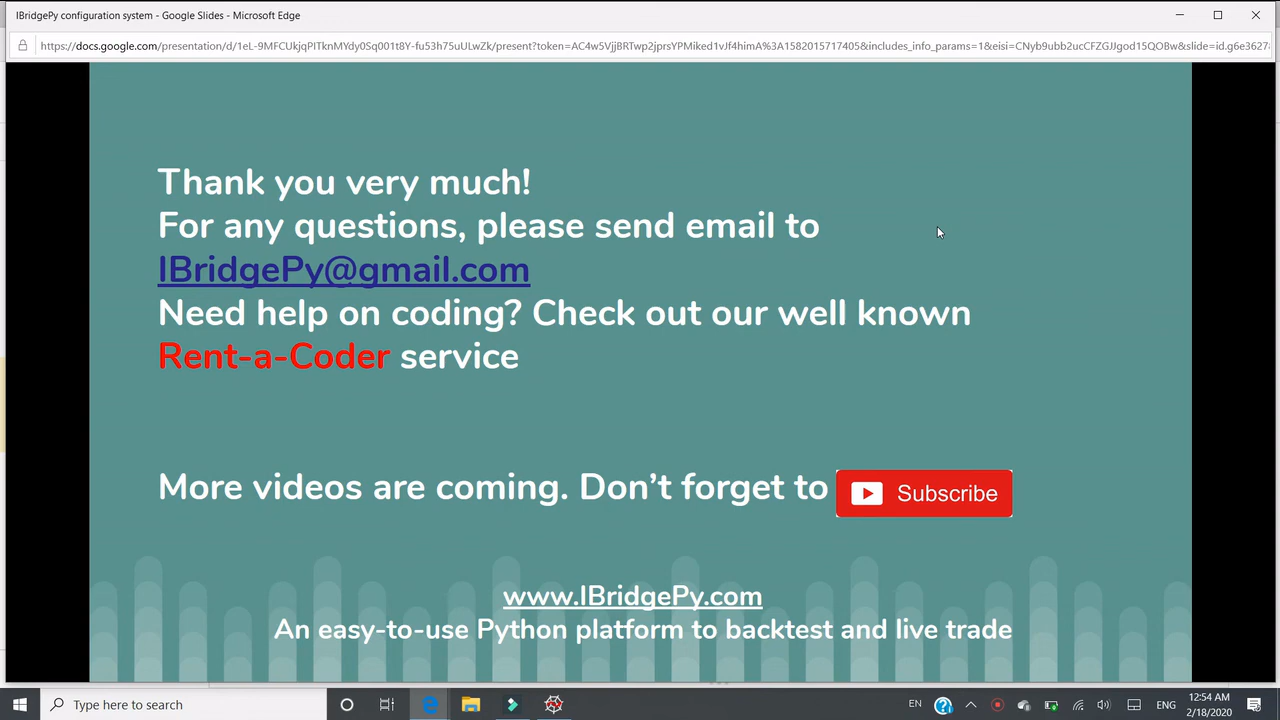 IBridgePy configuration system - Google Slides - Microsoft Edge
Thank you very much!
For any questions, please send email to
IBridgePy@gmail.com
Need help on coding? Check out our well known
Rent-a-Coder service
More videos are coming. Don't forget to Subscribe
www.IBridgePy.com
An easy-to-use Python platform to backtest and live trade
Type here to search
EN
ENG
12:54 AM
2/18/2020